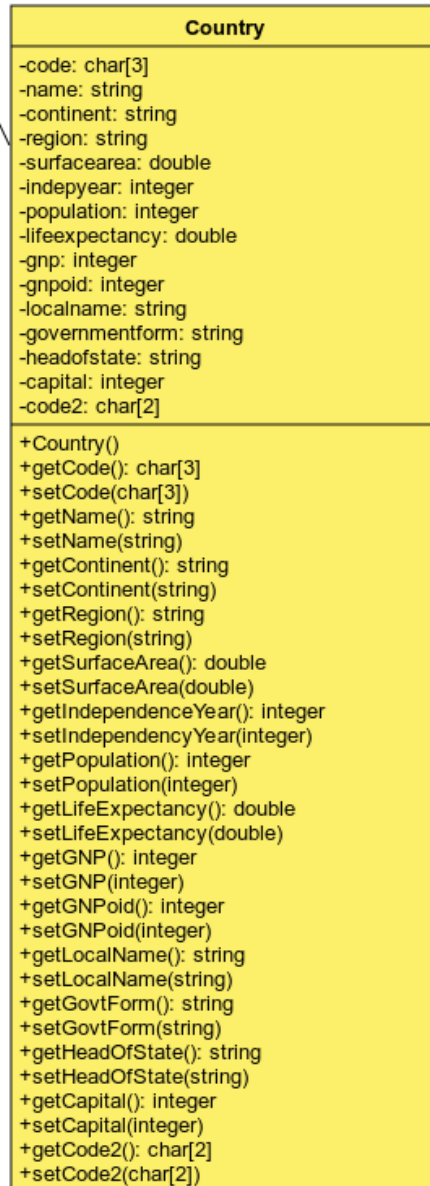 Country
-code: char[3]
-name: string
-continent: string
-region: string
-surfacearea: double
-indepyear: integer
-population: integer
-lifeexpectancy: double
-gnp: integer
-gnpoid: integer
-localname: string
-governmentform: string
-headofstate: string
-capital: integer
-code2: char[2]
+Country()
+getCode(): char[3]
+setCode(char[3])
+getName(): string
+setName(string)
+getContinent(): string
+setContinent(string)
+getRegion(): string
+setRegion(string)
+getSurfaceArea(): double
+setSurfaceArea(double)
+getIndependenceYear(): integer
+setIndependencyYear(integer)
+getPopulation(): integer
+setPopulation(integer)
+getLifeExpectancy(): double
+setLifeExpectancy(double)
+getGNP(): integer
+setGNP(integer)
+getGNPoid(): integer
+setGNPoid(integer)
+getLocalName(): string
+setLocalName(string)
+getGovtForm(): string
+setGovtForm(string)
+getHeadOfState(): string
+setHeadOfState(string)
+getCapital(): integer
+setCapital(integer)
+getCode2(): char[2]
+setCode2(char[2])